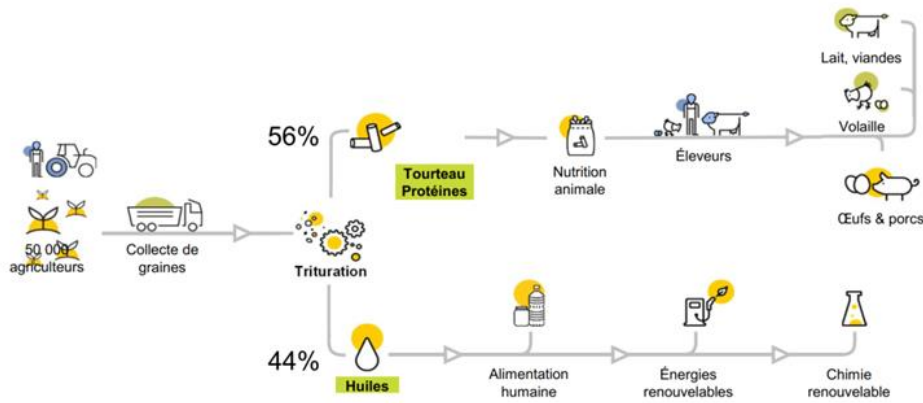 Lait, viandes
56%
Volaille
Tourteau
Protéines
Nutrition
animale
Éleveurs
Œufs & porcs
50 000
agriculteurs
Collecte de
graines
Trituration
44%
Huiles
Alimentation
humaine
Énergies
renouvelables
Chimie
renouvelable